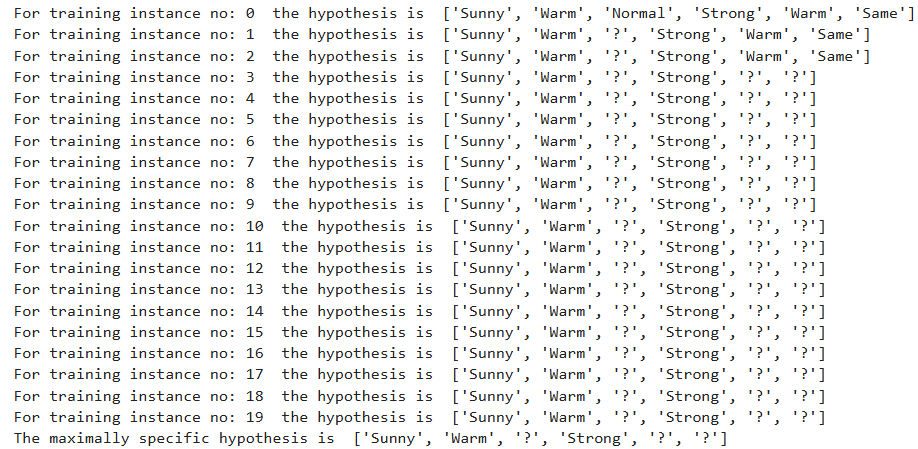 For training instance no: 0  the hypothesis is  ['Sunny', 'Warm', 'Normal', 'Strong', 'Warm', 'Same']
For training instance no: 1  the hypothesis is  ['Sunny', 'Warm', '?', 'Strong', 'Warm', 'Same']
For training instance no: 2  the hypothesis is  ['Sunny', 'Warm', '?', 'Strong', 'Warm', 'Same']
For training instance no: 3  the hypothesis is  ['Sunny', 'Warm', '?', 'Strong', '?', '?']
For training instance no: 4  the hypothesis is  ['Sunny', 'Warm', '?', 'Strong', '?', '?']
For training instance no: 5  the hypothesis is  ['Sunny', 'Warm', '?', 'Strong', '?', '?']
For training instance no: 6  the hypothesis is  ['Sunny', 'Warm', '?', 'Strong', '?', '?']
For training instance no: 7  the hypothesis is  ['Sunny', 'Warm', '?', 'Strong', '?', '?']
For training instance no: 8  the hypothesis is  ['Sunny', 'Warm', '?', 'Strong', '?', '?']
For training instance no: 9  the hypothesis is  ['Sunny', 'Warm', '?', 'Strong', '?', '?']
For training instance no: 10  the hypothesis is  ['Sunny', 'Warm', '?', 'Strong', '?', '?']
For training instance no: 11  the hypothesis is  ['Sunny', 'Warm', '?', 'Strong', '?', '?']
For training instance no: 12  the hypothesis is  ['Sunny', 'Warm', '?', 'Strong', '?', '?']
For training instance no: 13  the hypothesis is  ['Sunny', 'Warm', '?', 'Strong', '?', '?']
For training instance no: 14  the hypothesis is  ['Sunny', 'Warm', '?', 'Strong', '?', '?']
For training instance no: 15  the hypothesis is  ['Sunny', 'Warm', '?', 'Strong', '?', '?']
For training instance no: 16  the hypothesis is  ['Sunny', 'Warm', '?', 'Strong', '?', '?']
For training instance no: 17  the hypothesis is  ['Sunny', 'Warm', '?', 'Strong', '?', '?']
For training instance no: 18  the hypothesis is  ['Sunny', 'Warm', '?', 'Strong', '?', '?']
For training instance no: 19  the hypothesis is  ['Sunny', 'Warm', '?', 'Strong', '?', '?']
The maximally specific hypothesis is  ['Sunny', 'Warm', '?', 'Strong', '?', '?']